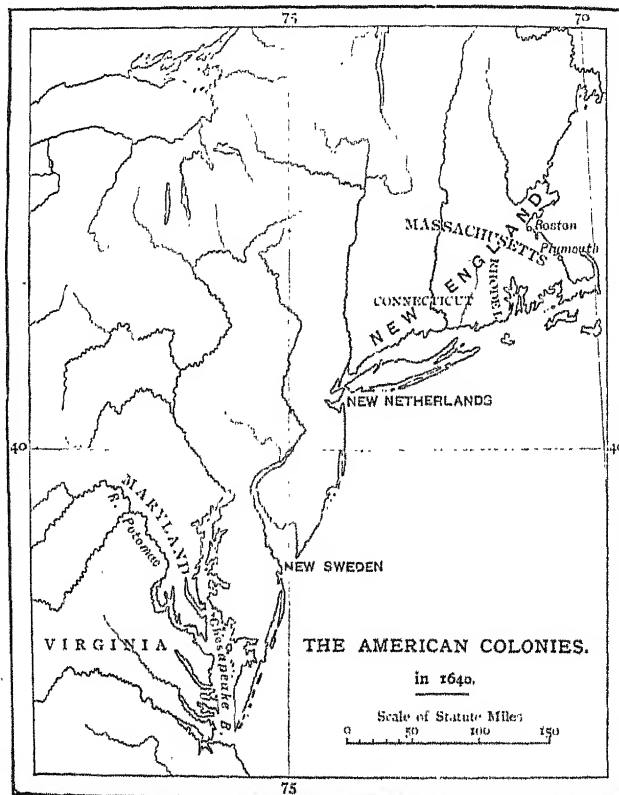 75 70
NEW ENGLAND
MASSACHUSETTS
Boston
Plymouth
RHODE I.
CONNECTICUT
NEW NETHERLANDS
40 40
MARYLAND
R. Potomac
NEW SWEDEN
VIRGINIA
Chesapeake B.
THE AMERICAN COLONIES.
in 1640.
Scale of Statute Miles
0 50 100 150
75